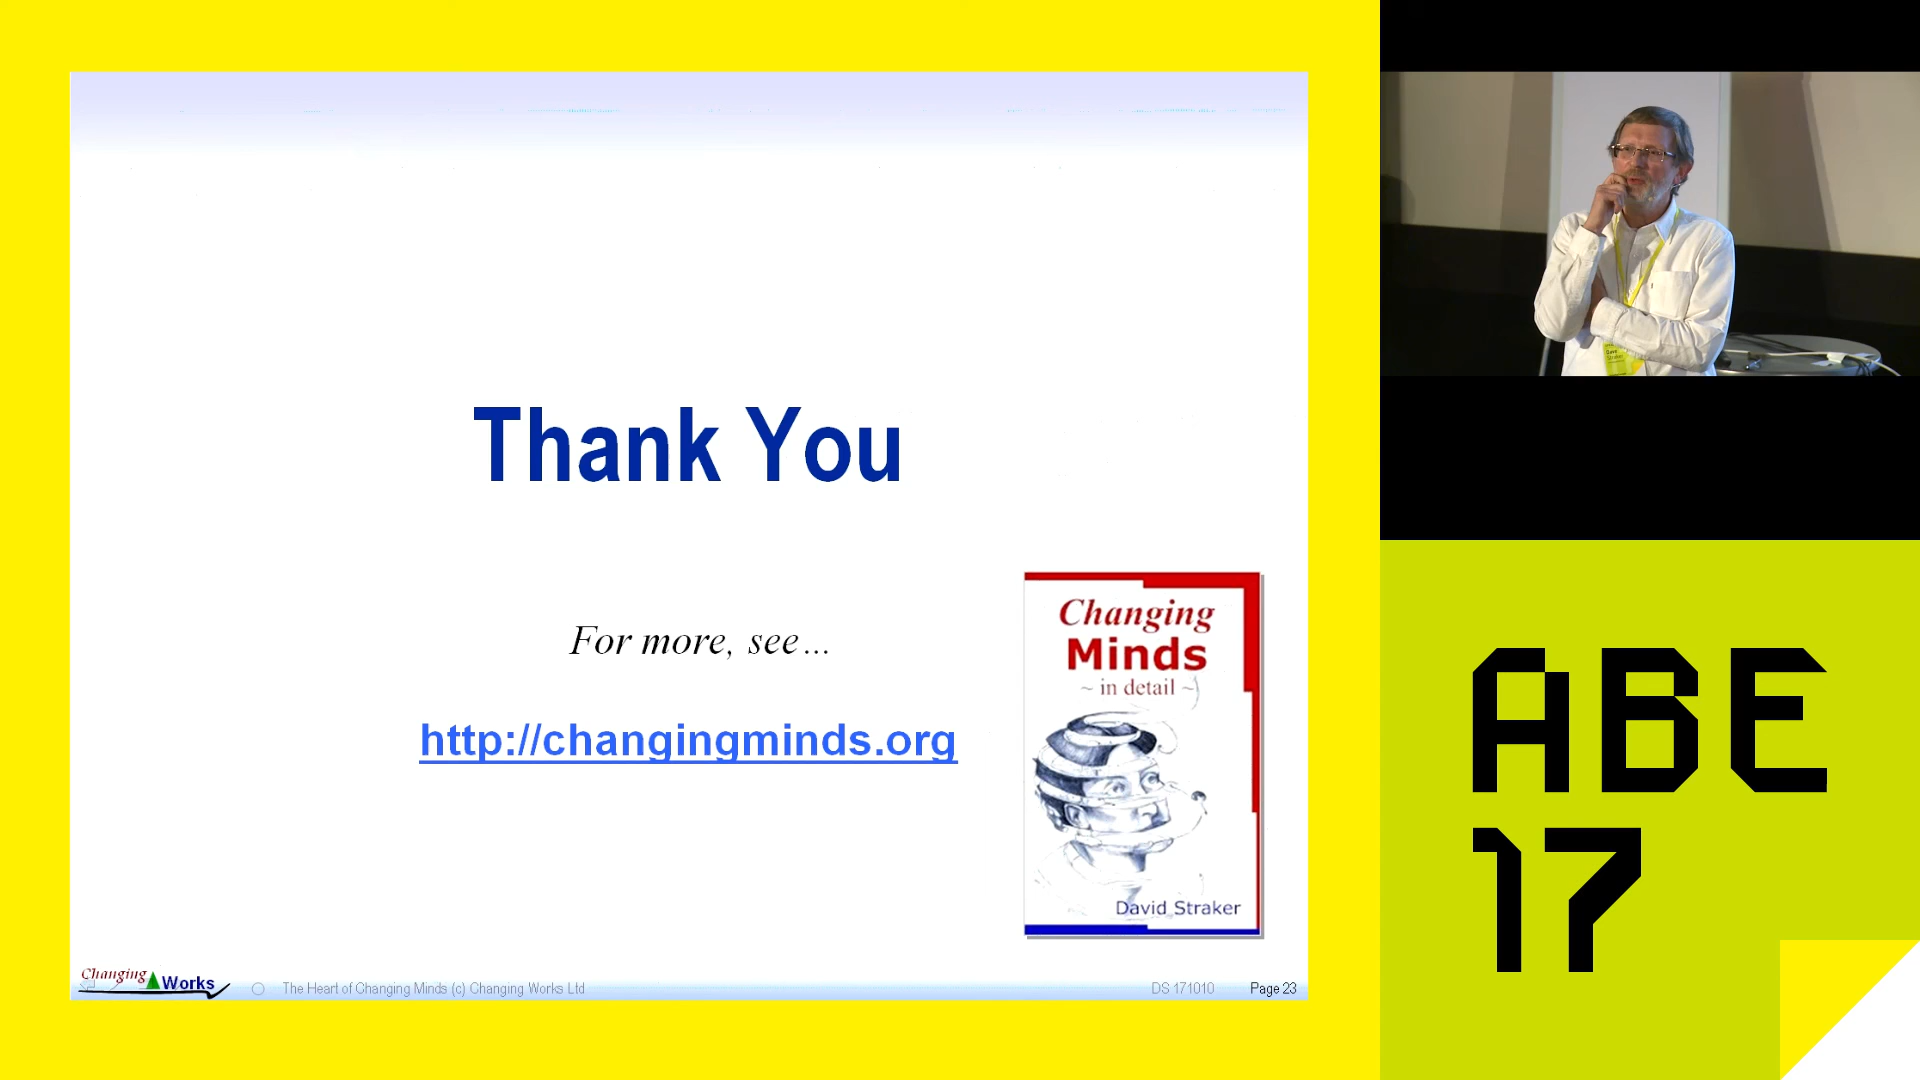 Thank You
For more, see...
http://changingminds.org
Changing
Minds
~ in detail ~
David Straker
Changing Works
The Heart of Changing Minds (c) Changing Works Ltd
DS 171010
Page 23
ABE
17